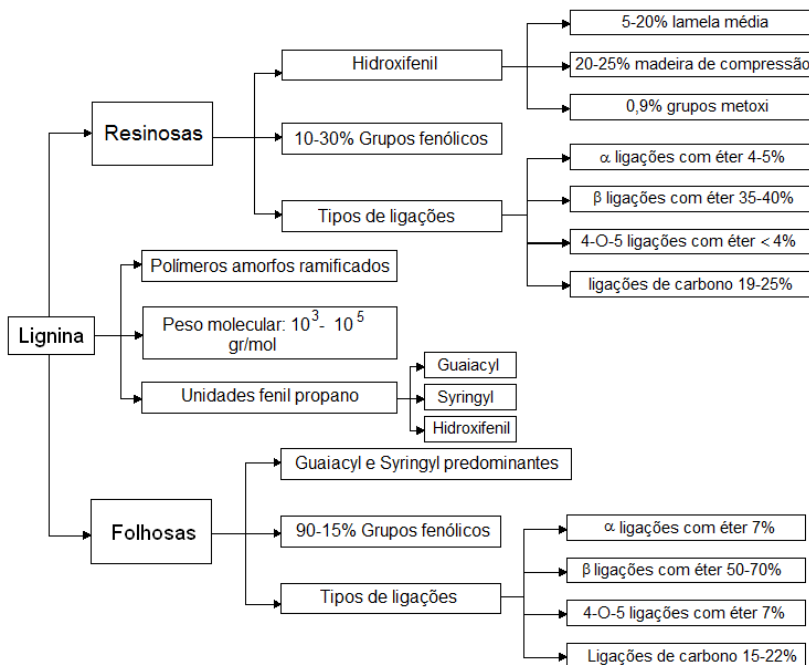 Lignina
Resinosas
Hidroxifenil
5-20% lamela média
20-25% madeira de compressão
0,9% grupos metoxi
10-30% Grupos fenólicos
Tipos de ligações
α ligações com éter 4-5%
β ligações com éter 35-40%
4-O-5 ligações com éter < 4%
ligações de carbono 19-25%
Polímeros amorfos ramificados
Peso molecular: 10³- 10⁵
gr/mol
Unidades fenil propano
Guaiacyl
Syringyl
Hidroxifenil
Folhosas
Guaiacyl e Syringyl predominantes
90-15% Grupos fenólicos
Tipos de ligações
α ligações com éter 7%
β ligações com éter 50-70%
4-O-5 ligações com éter 7%
Ligações de carbono 15-22%